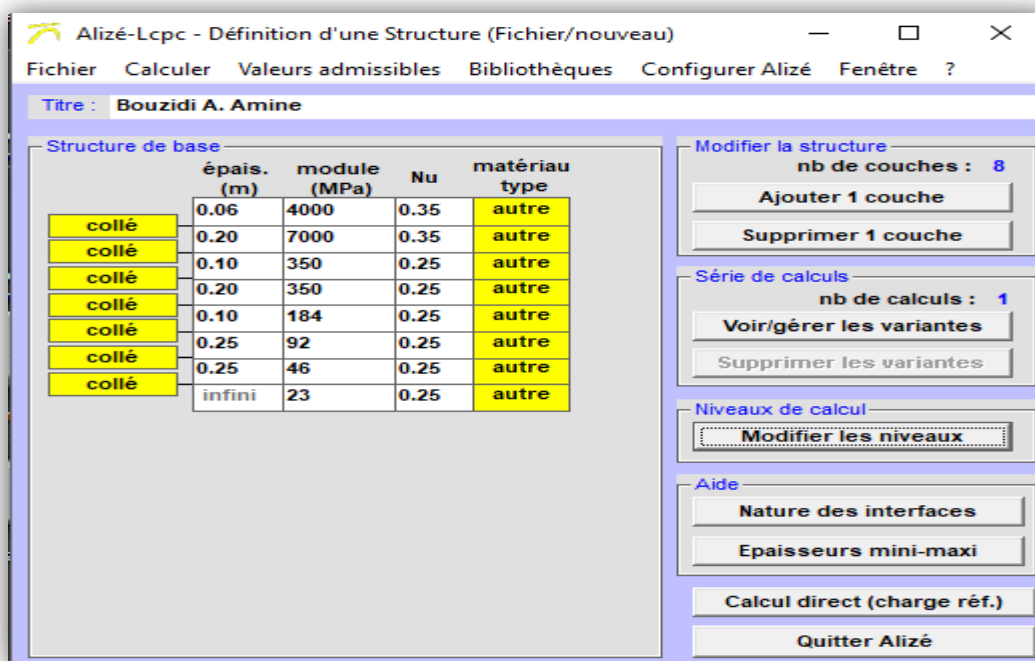 Alizé-Lcpc - Définition d'une Structure (Fichier/nouveau)
Fichier Calculer Valeurs admissibles Bibliothèques Configurer Alizé Fenêtre ?
Titre : Bouzidi A. Amine
Structure de base
épais. (m) module (MPa) Nu matériau type
0.06 4000 0.35 autre
collé
0.20 7000 0.35 autre
collé
0.10 350 0.25 autre
collé
0.20 350 0.25 autre
collé
0.10 184 0.25 autre
collé
0.25 92 0.25 autre
collé
0.25 46 0.25 autre
collé
infini 23 0.25 autre
Modifier la structure
nb de couches : 8
Ajouter 1 couche
Supprimer 1 couche
Série de calculs
nb de calculs : 1
Voir/gérer les variantes
Supprimer les variantes
Niveaux de calcul
Modifier les niveaux
Aide
Nature des interfaces
Epaisseurs mini-maxi
Calcul direct (charge réf.)
Quitter Alizé